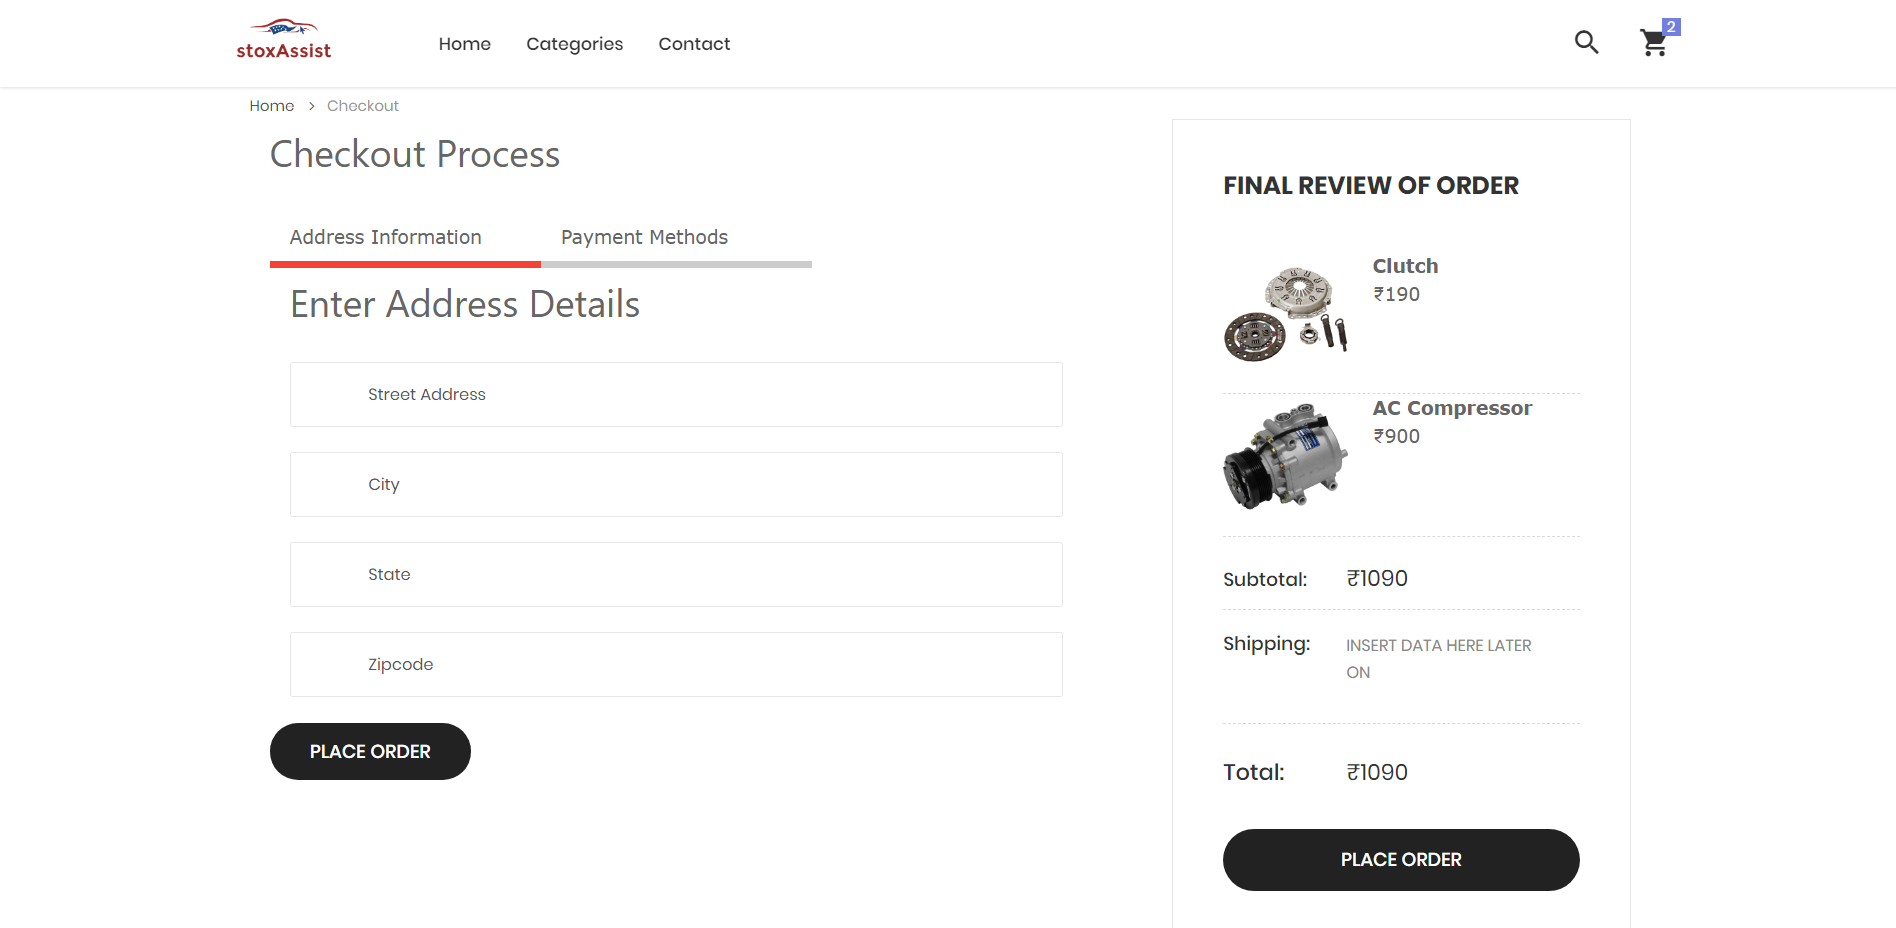 stoxAssist
Home
Categories
Contact
2
Home > Checkout
Checkout Process
Address Information
Payment Methods
Enter Address Details
Street Address
City
State
Zipcode
PLACE ORDER
FINAL REVIEW OF ORDER
Clutch
₹190
AC Compressor
₹900
Subtotal: ₹1090
Shipping: INSERT DATA HERE LATER
ON
Total: ₹1090
PLACE ORDER